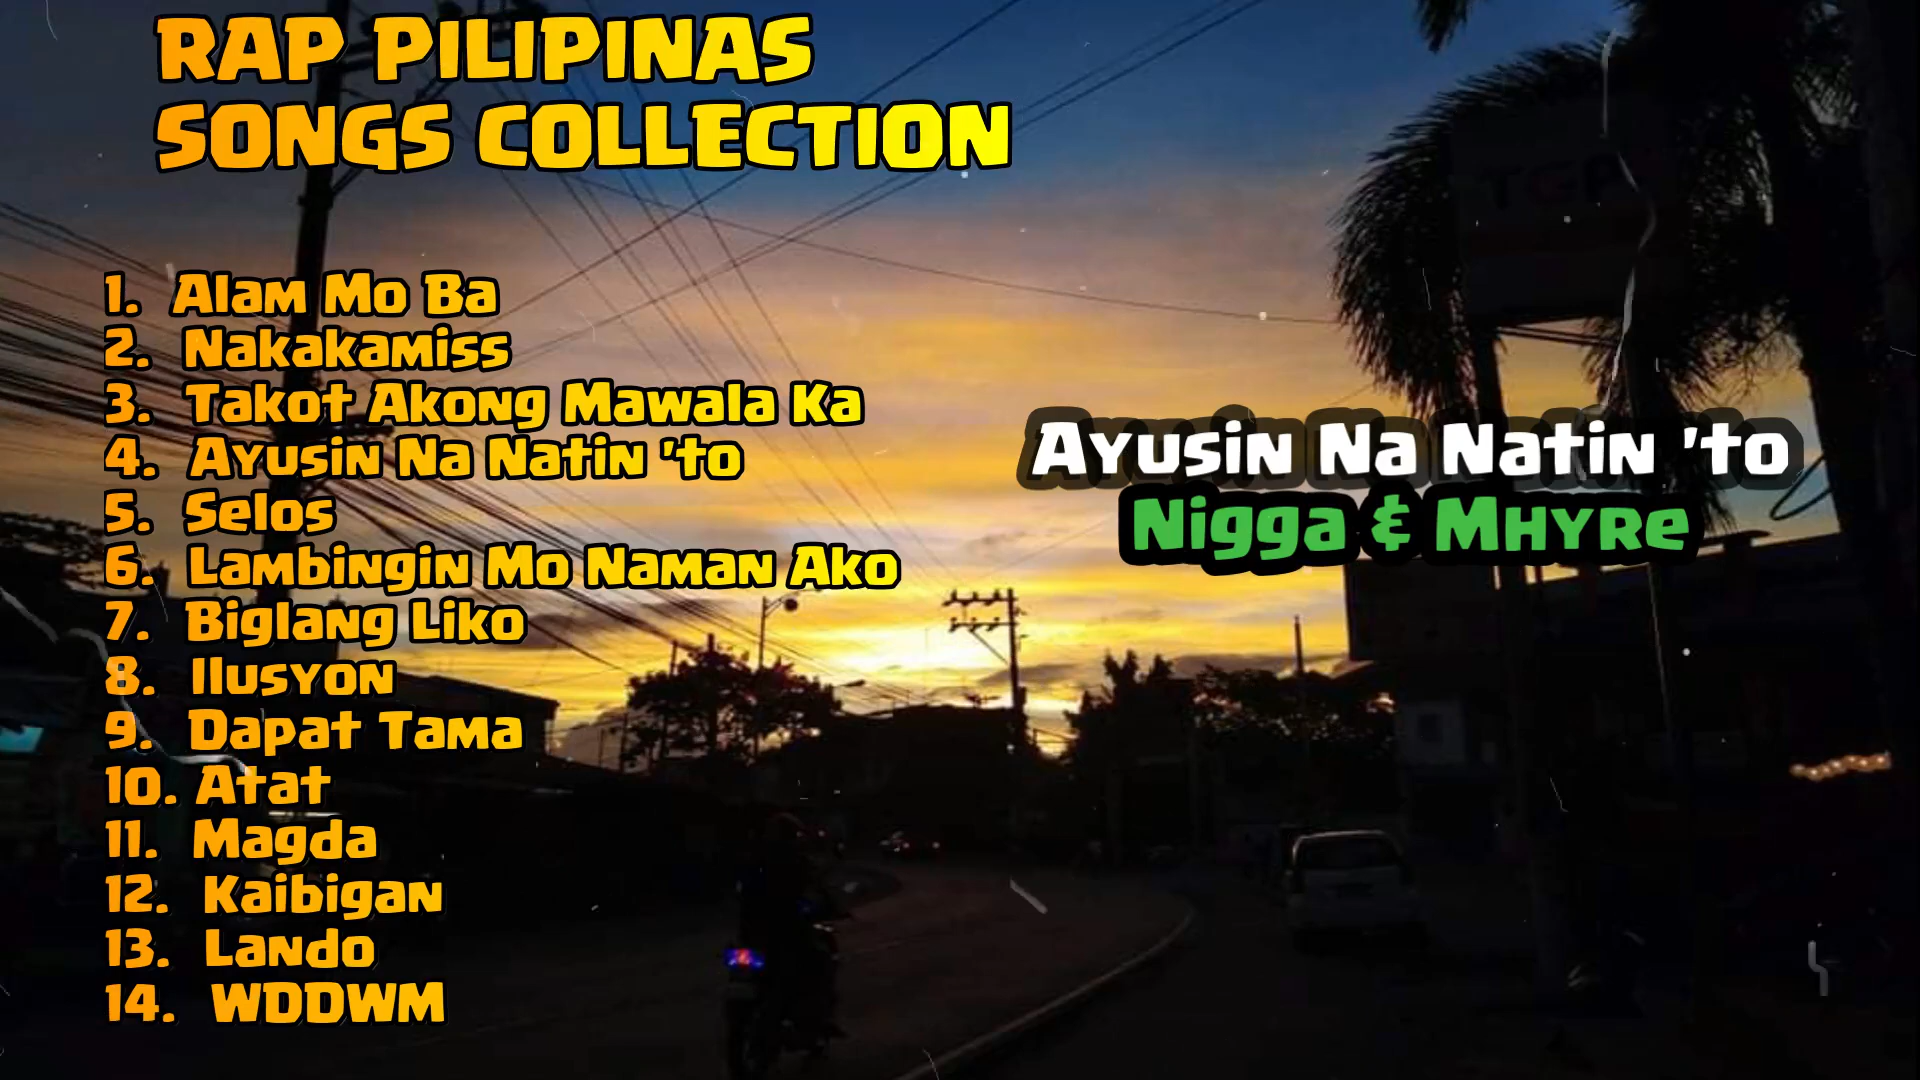 RAP PILIPINAS
SONGS COLLECTION
1. Alam Mo Ba
2. Nakakamiss
3. Takot Akong Mawala Ka
4. Ayusin Na Natin 'to
5. Selos
6. Lambingin Mo Naman Ako
7. Biglang Liko
8. Ilusyon
9. Dapat Tama
10. Atat
11. Magda
12. Kaibigan
13. Lando
14. WDDWM
Ayusin Na Natin 'to
Nigga & Mhyre